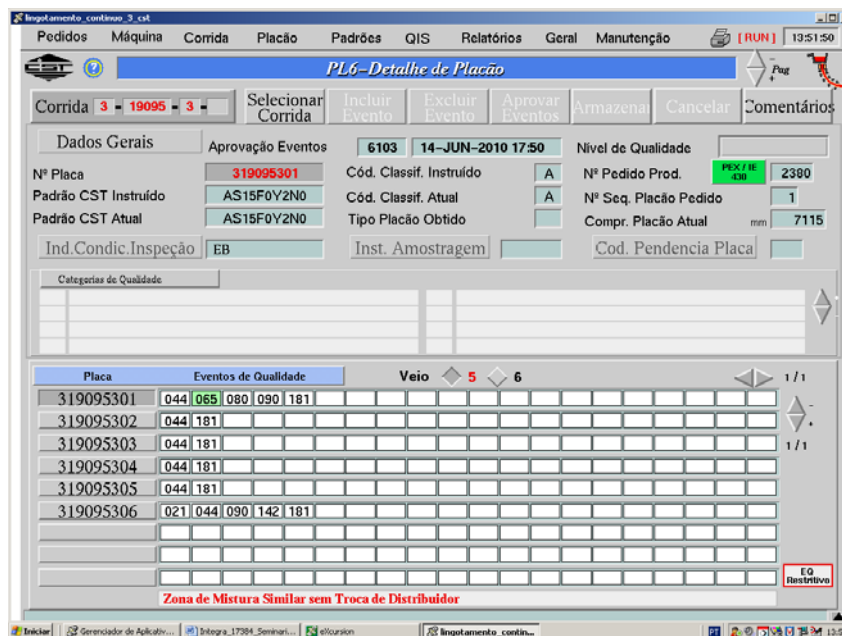 lingotamento_continuo_3_cst
Pedidos Máquina Corrida Placão Padrões QIS Relatórios Geral Manutenção [RUN] 13:51:50
CST ? PL6-Detalhe de Placão - Pag +
Corrida 3 - 19095 - 3 - Selecionar Corrida Incluir Evento Excluir Evento Aprovar Eventos Armazenar Cancelar Comentários
Dados Gerais Aprovação Eventos 6103 14-JUN-2010 17:50 Nível de Qualidade
Nº Placa 319095301 Cód. Classif. Instruído A Nº Pedido Prod. PEX / IE 430 2380
Padrão CST Instruído AS15F0Y2N0 Cód. Classif. Atual A Nº Seq. Placão Pedido 1
Padrão CST Atual AS15F0Y2N0 Tipo Placão Obtido Compr. Placão Atual mm 7115
Ind.Condic.Inspeção EB Inst. Amostragem Cod. Pendencia Placa
Categorias de Qualidade
Placa Eventos de Qualidade Veio 5 6 1/1
319095301 044 065 080 090 181 -
319095302 044 181 +
319095303 044 181 1/1
319095304 044 181
319095305 044 181
319095306 021 044 090 142 181
EQ Restritivo
Zona de Mistura Similar sem Troca de Distribuidor
Iniciar Gerenciador de Aplicativ... Integra_17384_Seminari... eXcursion lingotamento_contin...